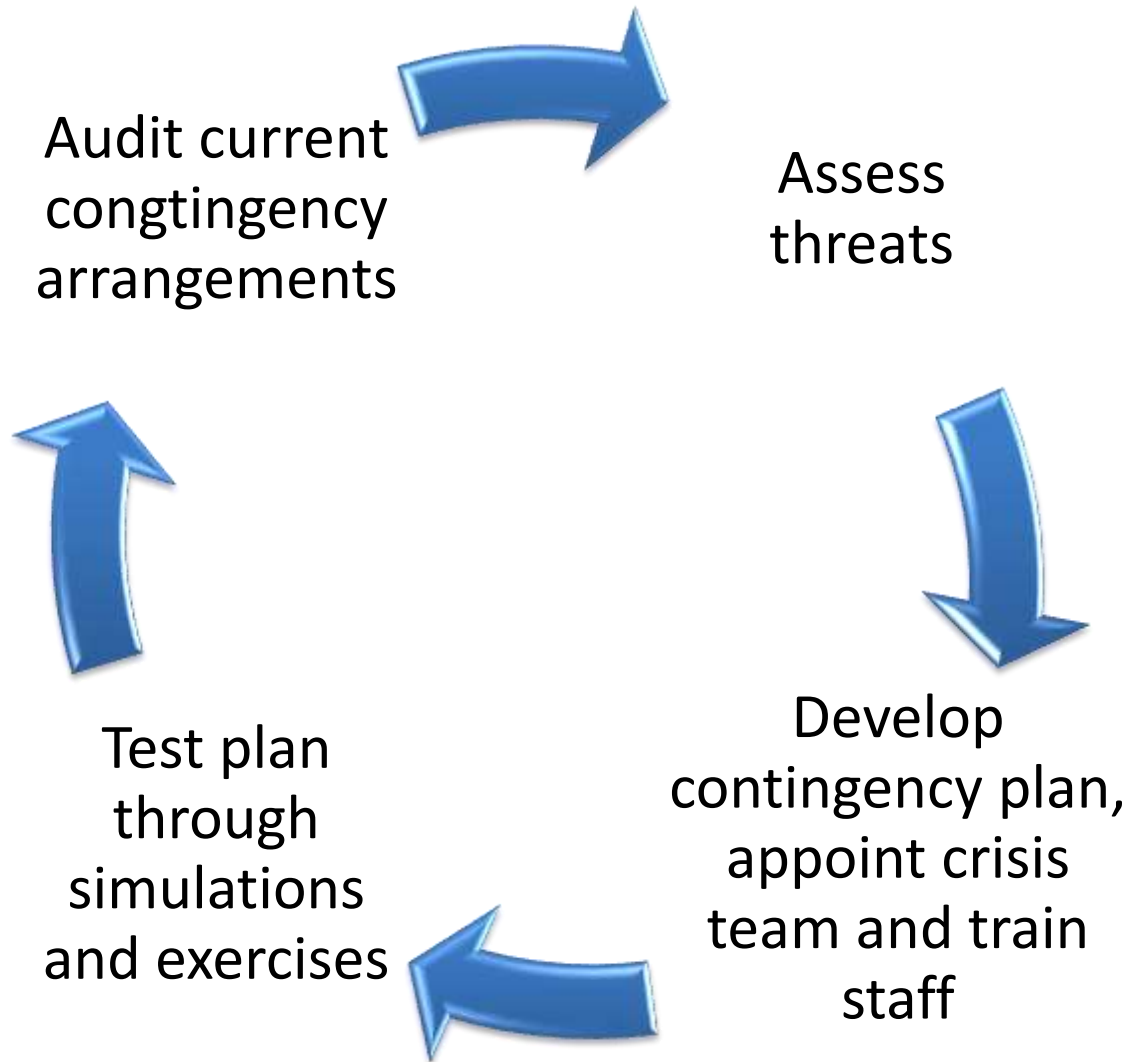 Audit current
congtingency
arrangements
Assess
threats
Develop
contingency plan,
appoint crisis
team and train
staff
Test plan
through
simulations
and exercises